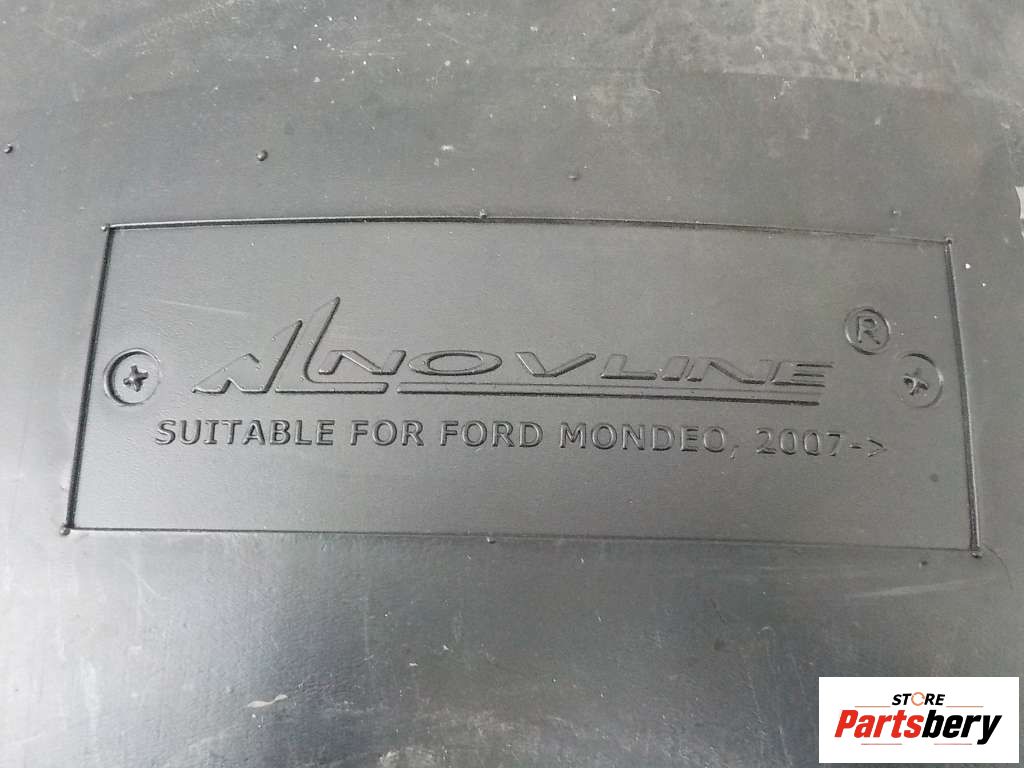 NOVLINE ®
SUITABLE FOR FORD MONDEO, 2007->
STORE
Partsbery